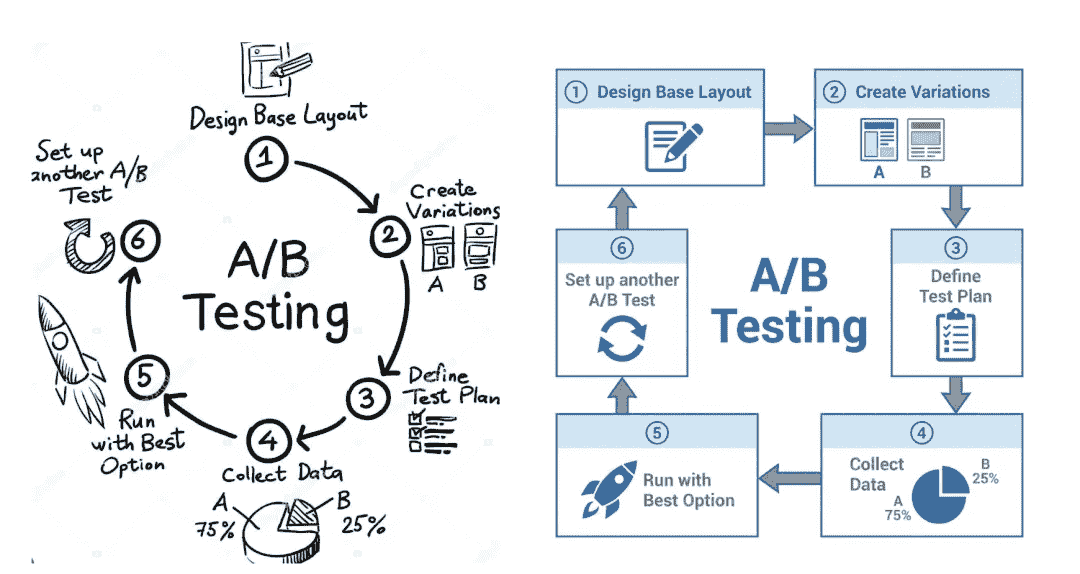 Design Base Layout
1
Set up
another A/B
Test
6
Create
Variations
2
A B
A/B
Testing
Define
Test Plan
3
5
Run
with Best
Option
4
Collect Data
A
75%
B
25%
1 Design Base Layout
2 Create Variations
A B
6
Set up another
A/B Test
A/B
Testing
3
Define
Test Plan
5
Run with
Best Option
4
Collect
Data
B
25%
A
75%